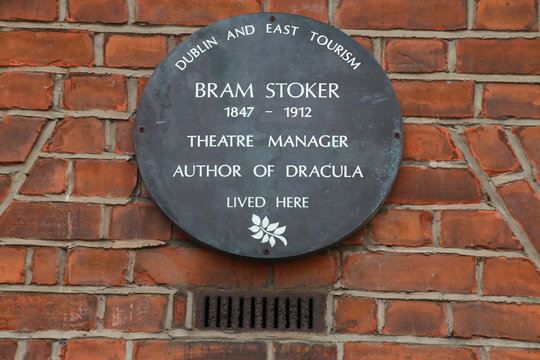 DUBLIN AND EAST TOURISM
BRAM STOKER
1847 – 1912
THEATRE MANAGER
AUTHOR OF DRACULA
LIVED HERE